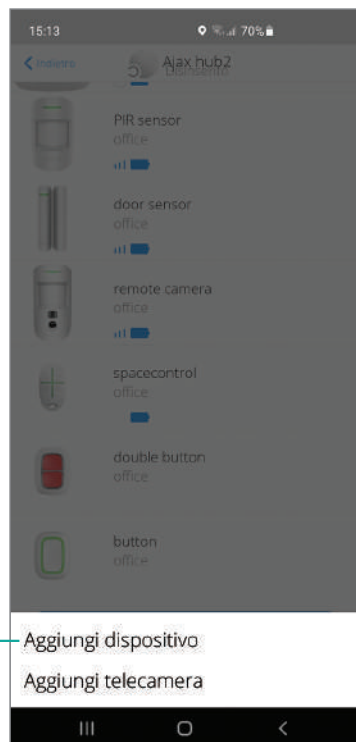 15:13 70%
Indietro Ajax hub2
Disinserito
PIR sensor
office
door sensor
office
remote camera
office
spacecontrol
office
double button
office
button
office
Aggiungi dispositivo
Aggiungi telecamera